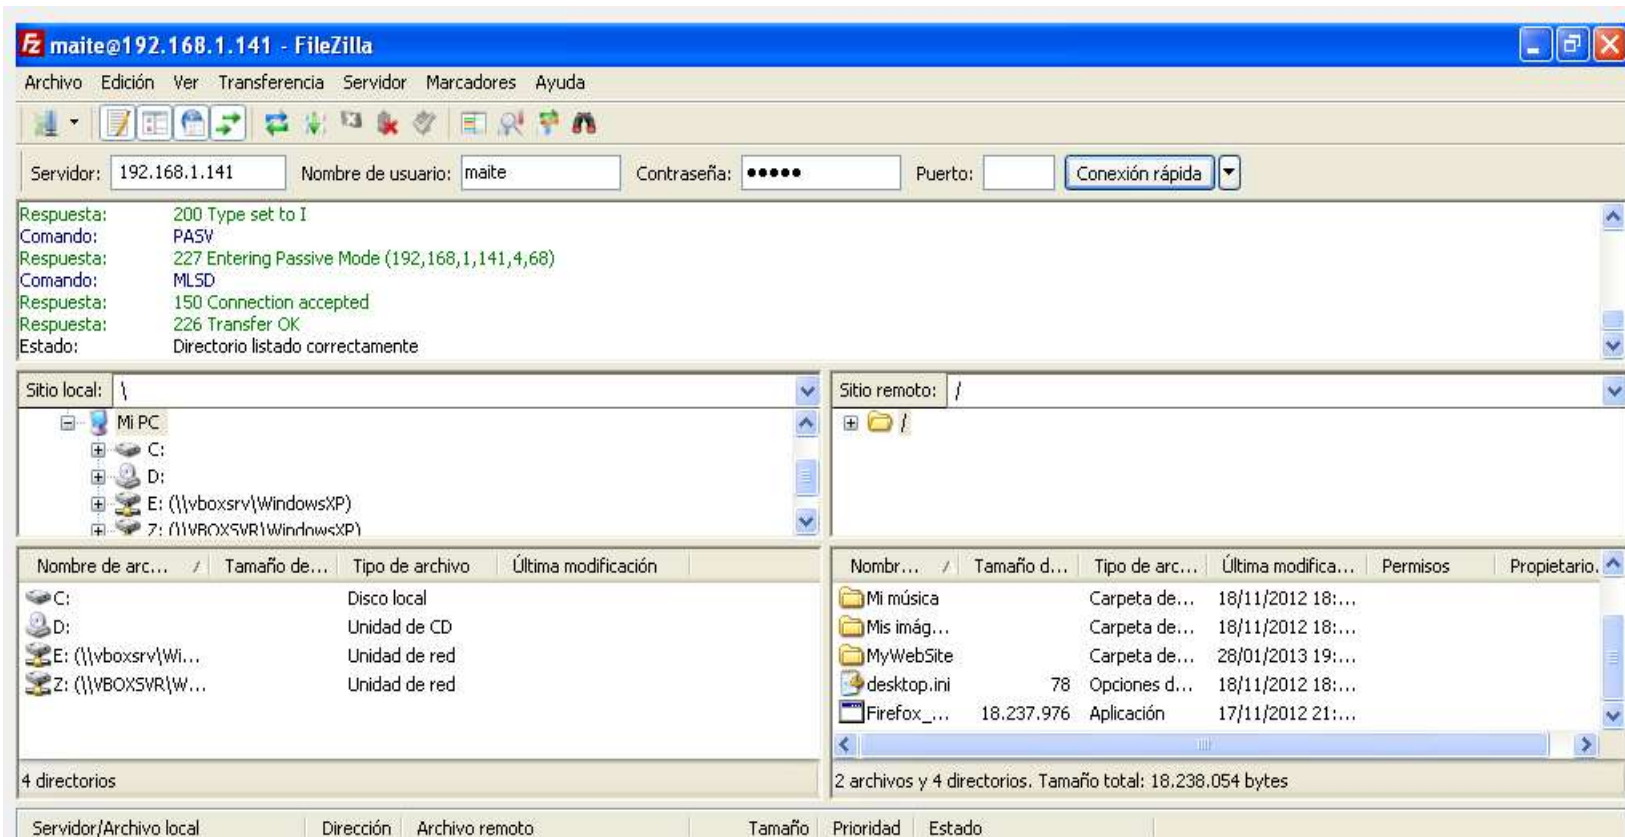 maite@192.168.1.141 - FileZilla
Archivo Edición Ver Transferencia Servidor Marcadores Ayuda
Servidor: 192.168.1.141 Nombre de usuario: maite Contraseña: ●●●●● Puerto: Conexión rápida
Respuesta: 200 Type set to I
Comando: PASV
Respuesta: 227 Entering Passive Mode (192,168,1,141,4,68)
Comando: MLSD
Respuesta: 150 Connection accepted
Respuesta: 226 Transfer OK
Estado: Directorio listado correctamente
Sitio local: \
Mi PC
C:
D:
E: (\\vboxsrv\WindowsXP)
Z: (\\VBOXSVR\WindowsXP)
Sitio remoto: /
/
Nombre de arc... / Tamaño de... Tipo de archivo Última modificación
C: Disco local
D: Unidad de CD
E: (\\vboxsrv\Wi... Unidad de red
Z: (\\VBOXSVR\W... Unidad de red
4 directorios
Nombr... / Tamaño d... Tipo de arc... Última modifica... Permisos Propietario.
Mi música Carpeta de... 18/11/2012 18:...
Mis imág... Carpeta de... 18/11/2012 18:...
MyWebSite Carpeta de... 28/01/2013 19:...
desktop.ini 78 Opciones d... 18/11/2012 18:...
Firefox_... 18.237.976 Aplicación 17/11/2012 21:...
2 archivos y 4 directorios. Tamaño total: 18.238.054 bytes
Servidor/Archivo local Dirección Archivo remoto Tamaño Prioridad Estado